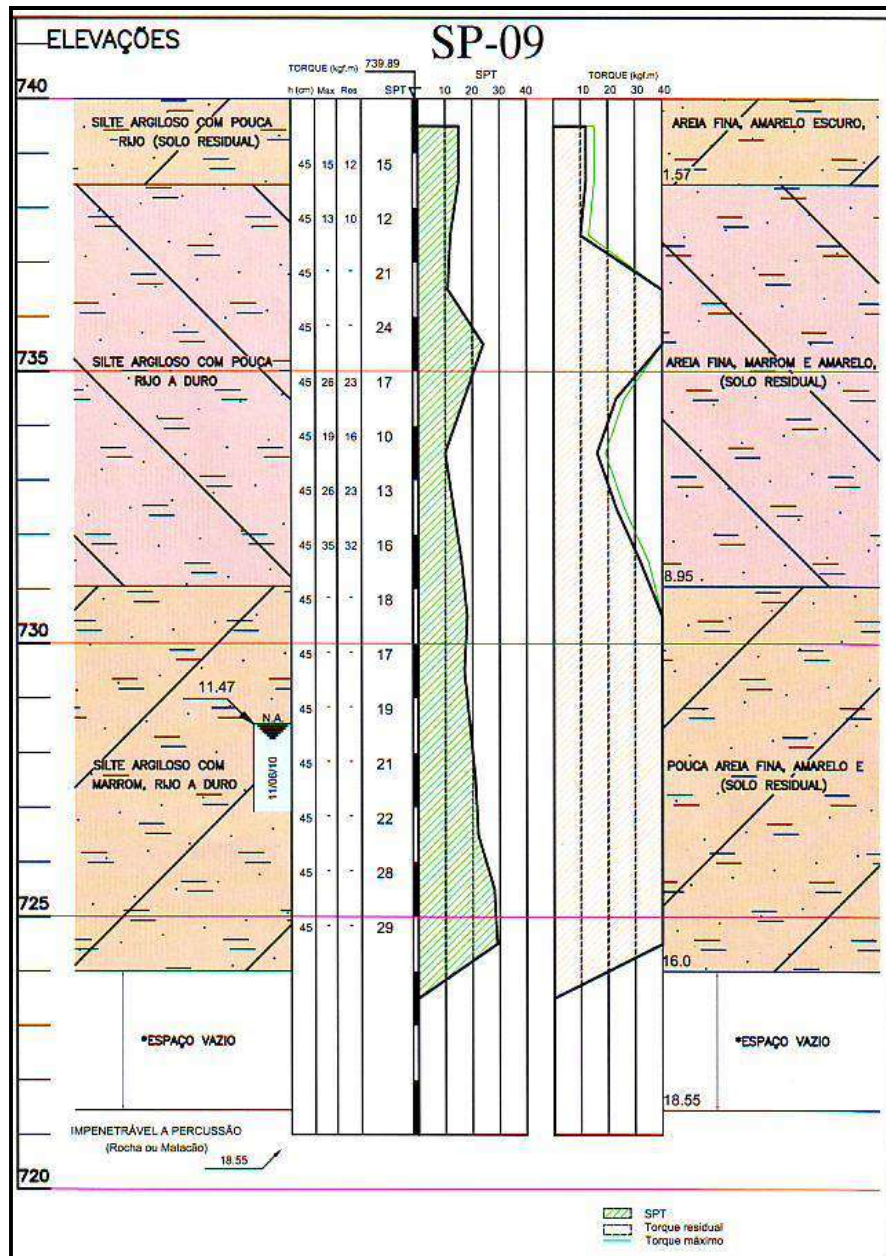 ELEVAÇÕES
SP-09
TORQUE (kgf.m)
739.89
SPT
TORQUE (kgf.m)
h (cm) Max Res SPT
0 10 20 30 40
0 10 20 30 40
740
SILTE ARGILOSO COM POUCA
RIJO (SOLO RESIDUAL)
AREIA FINA, AMARELO ESCURO,
45 15 12 15
1.57
45 13 10 12
45 - - 21
45 - - 24
735
SILTE ARGILOSO COM POUCA
RIJO A DURO
AREIA FINA, MARROM E AMARELO,
(SOLO RESIDUAL)
45 26 23 17
45 19 16 10
45 26 23 13
45 35 32 16
8.95
45 - - 18
730
45 - - 17
11.47
45 - - 19
N.A.
11/06/10
SILTE ARGILOSO COM
MARROM, RIJO A DURO
POUCA AREIA FINA, AMARELO E
(SOLO RESIDUAL)
45 - - 21
45 - - 22
45 - - 28
725
45 - - 29
16.0
*ESPAÇO VAZIO
*ESPAÇO VAZIO
18.55
IMPENETRÁVEL A PERCUSSÃO
(Rocha ou Matacão)
18.55
720
SPT
Torque residual
Torque máximo